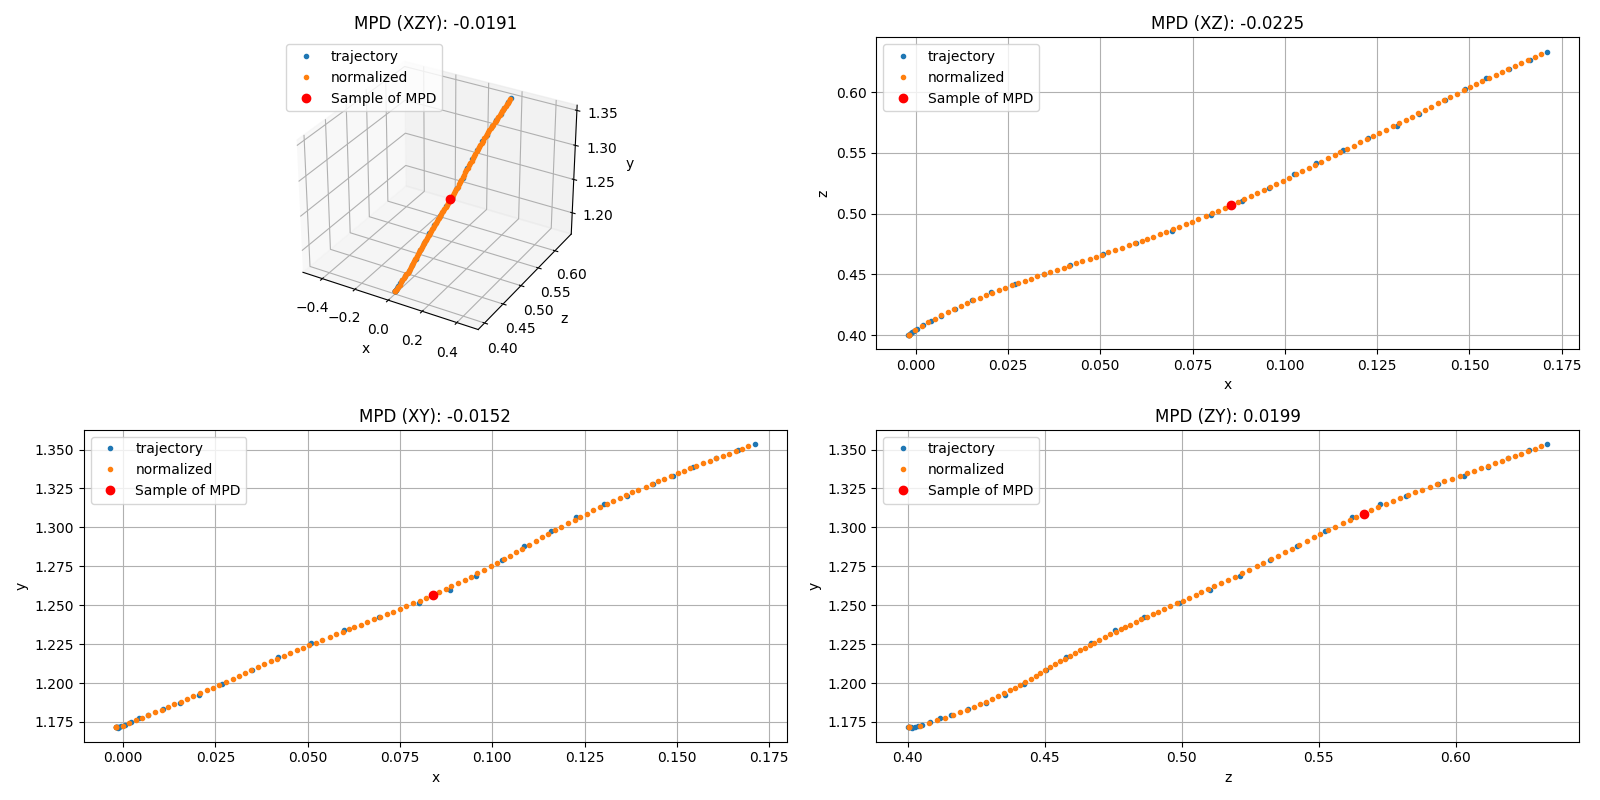 MPD (XZY): -0.0191
trajectory
normalized
Sample of MPD
1.35
1.30
1.25
1.20
y
0.60
0.55
0.50
0.45
0.40
z
−0.4
−0.2
0.0
0.2
0.4
x
MPD (XZ): -0.0225
trajectory
normalized
Sample of MPD
0.60
0.55
0.50
0.45
0.40
z
0.000 0.025 0.050 0.075 0.100 0.125 0.150 0.175
x
MPD (XY): -0.0152
trajectory
normalized
Sample of MPD
1.350
1.325
1.300
1.275
1.250
1.225
1.200
1.175
y
0.000 0.025 0.050 0.075 0.100 0.125 0.150 0.175
x
MPD (ZY): 0.0199
trajectory
normalized
Sample of MPD
1.350
1.325
1.300
1.275
1.250
1.225
1.200
1.175
y
0.40 0.45 0.50 0.55 0.60
z